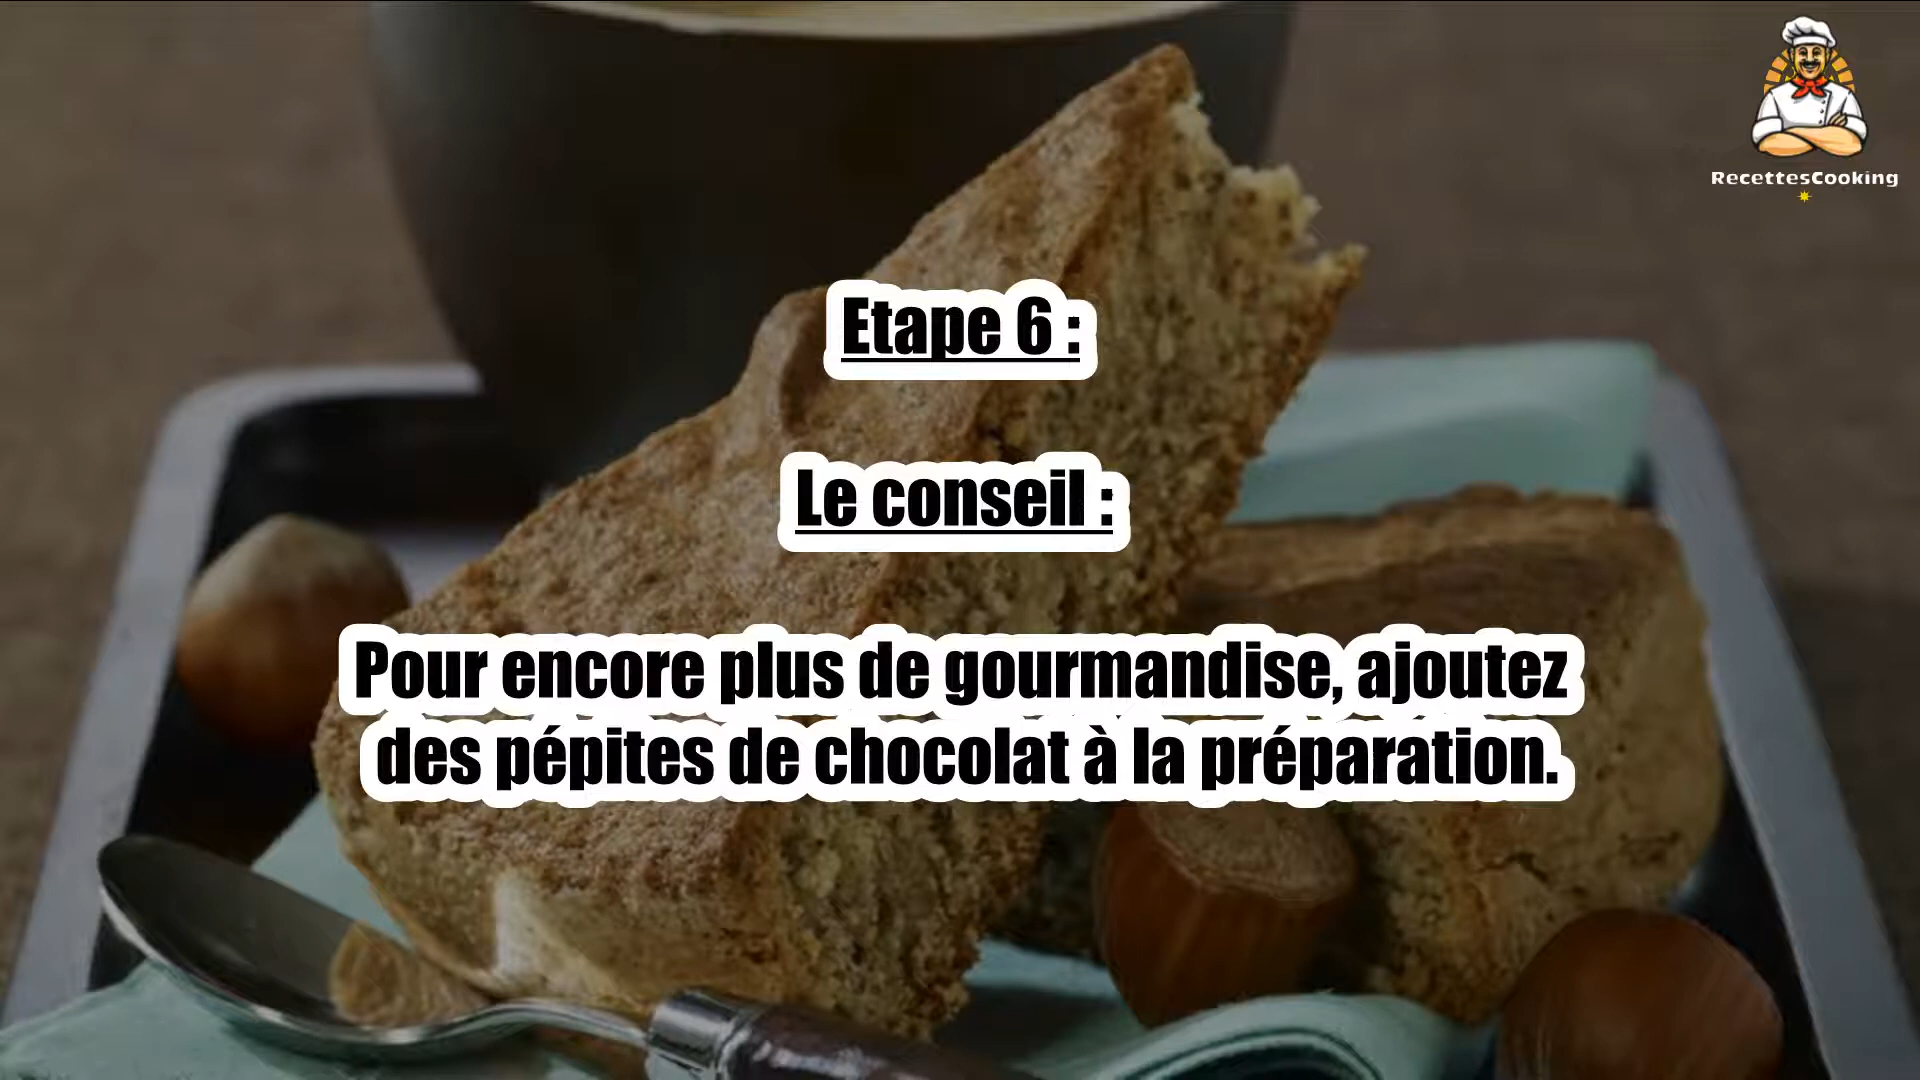 RecettesCooking
Etape 6 :
Le conseil :
Pour encore plus de gourmandise, ajoutez
des pépites de chocolat à la préparation.